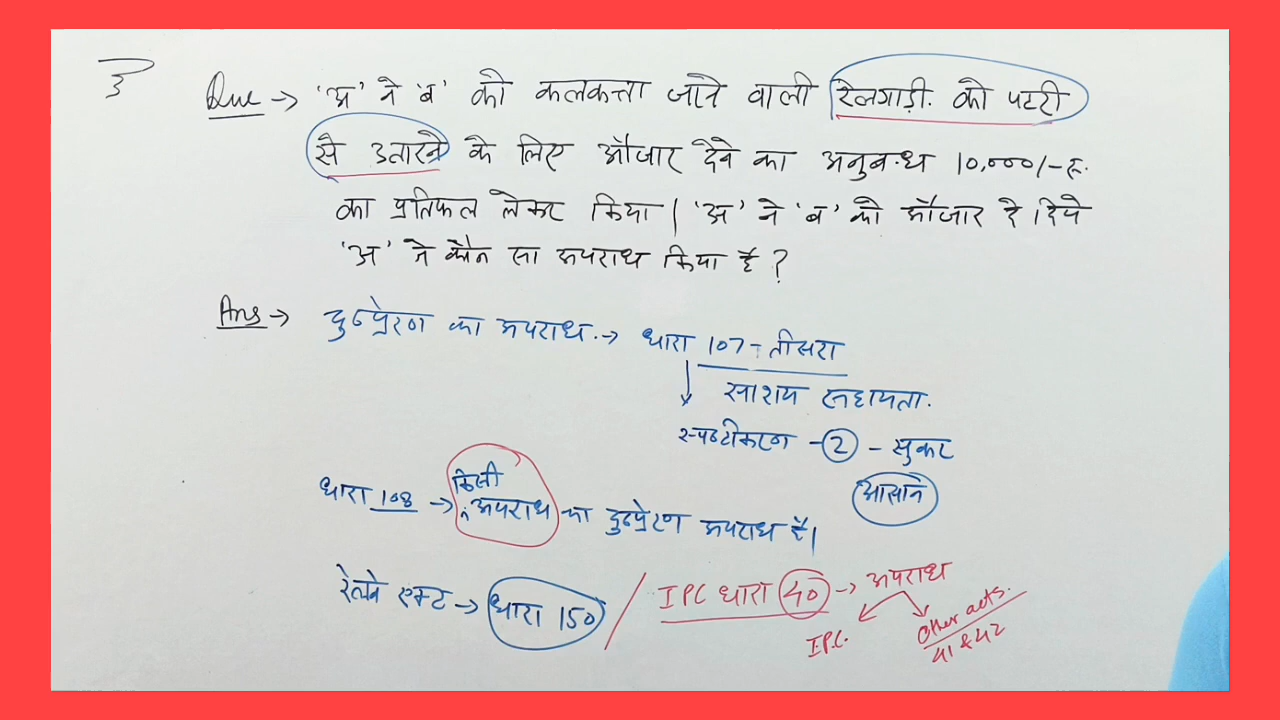 3
Que → 'अ' ने 'ब' को कलकत्ता जाने वाली रेलगाड़ी को पटरी
से उतारने के लिए औजार देने का अनुबन्ध 10,000/- रु.
का प्रतिफल लेकर किया। 'अ' ने 'ब' को औजार दे दिये
'अ' ने कौन सा अपराध किया है?
Ans → दुष्प्रेरण का अपराध. → धारा 107 - तीसरा
साशय सहायता.
स्पष्टीकरण - 2 - सुकर
आसान
धारा 108 → किसी अपराध का दुष्प्रेरण अपराध है।
रेलवे एक्ट → धारा 150 / IPC धारा 40 → अपराध
I.P.C. Other acts.
41 & 42